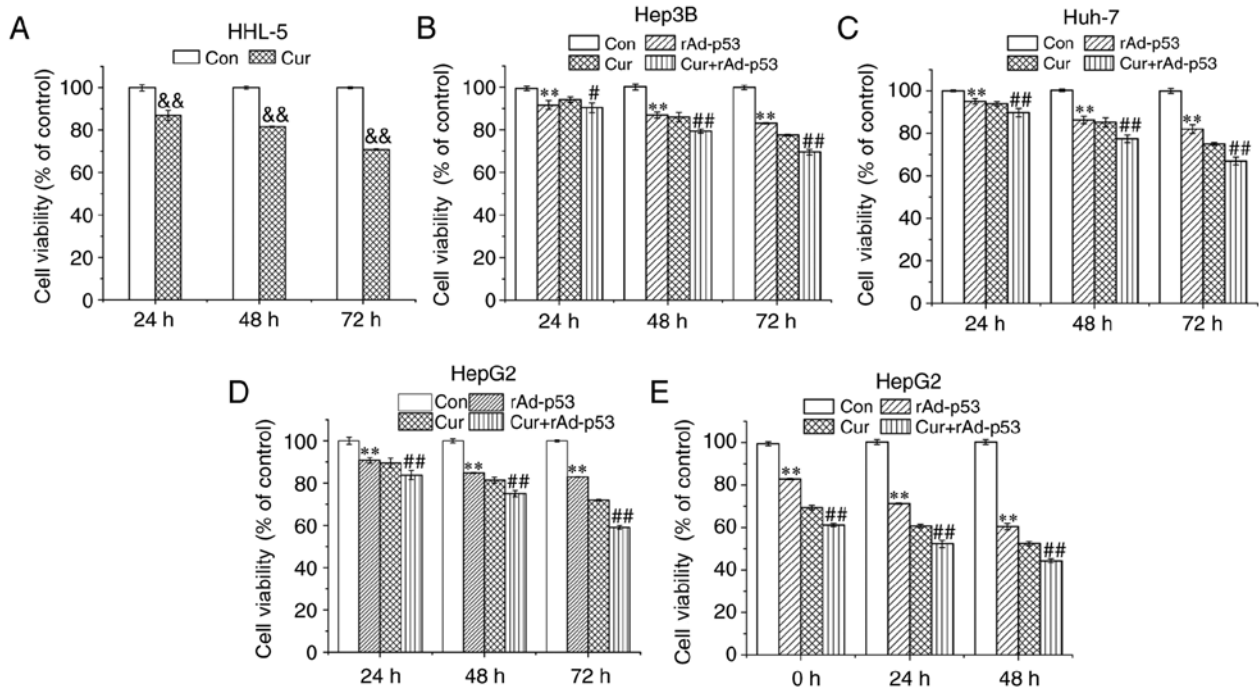 A
HHL-5
Con Cur
Cell viability (% of control)
100
80
60
40
20
0
&& && &&
24 h 48 h 72 h
B
Hep3B
Con rAd-p53
Cur Cur+rAd-p53
Cell viability (% of control)
100
80
60
40
20
0
** # ** ## ** ##
24 h 48 h 72 h
C
Huh-7
Con rAd-p53
Cur Cur+rAd-p53
Cell viability (% of control)
100
80
60
40
20
0
** ## ** ## ** ##
24 h 48 h 72 h
D
HepG2
Con rAd-p53
Cur Cur+rAd-p53
Cell viability (% of control)
100
80
60
40
20
0
** ## ** ## ** ##
24 h 48 h 72 h
E
HepG2
Con rAd-p53
Cur Cur+rAd-p53
Cell viability (% of control)
100
80
60
40
20
0
** ## ** ## ** ##
0 h 24 h 48 h